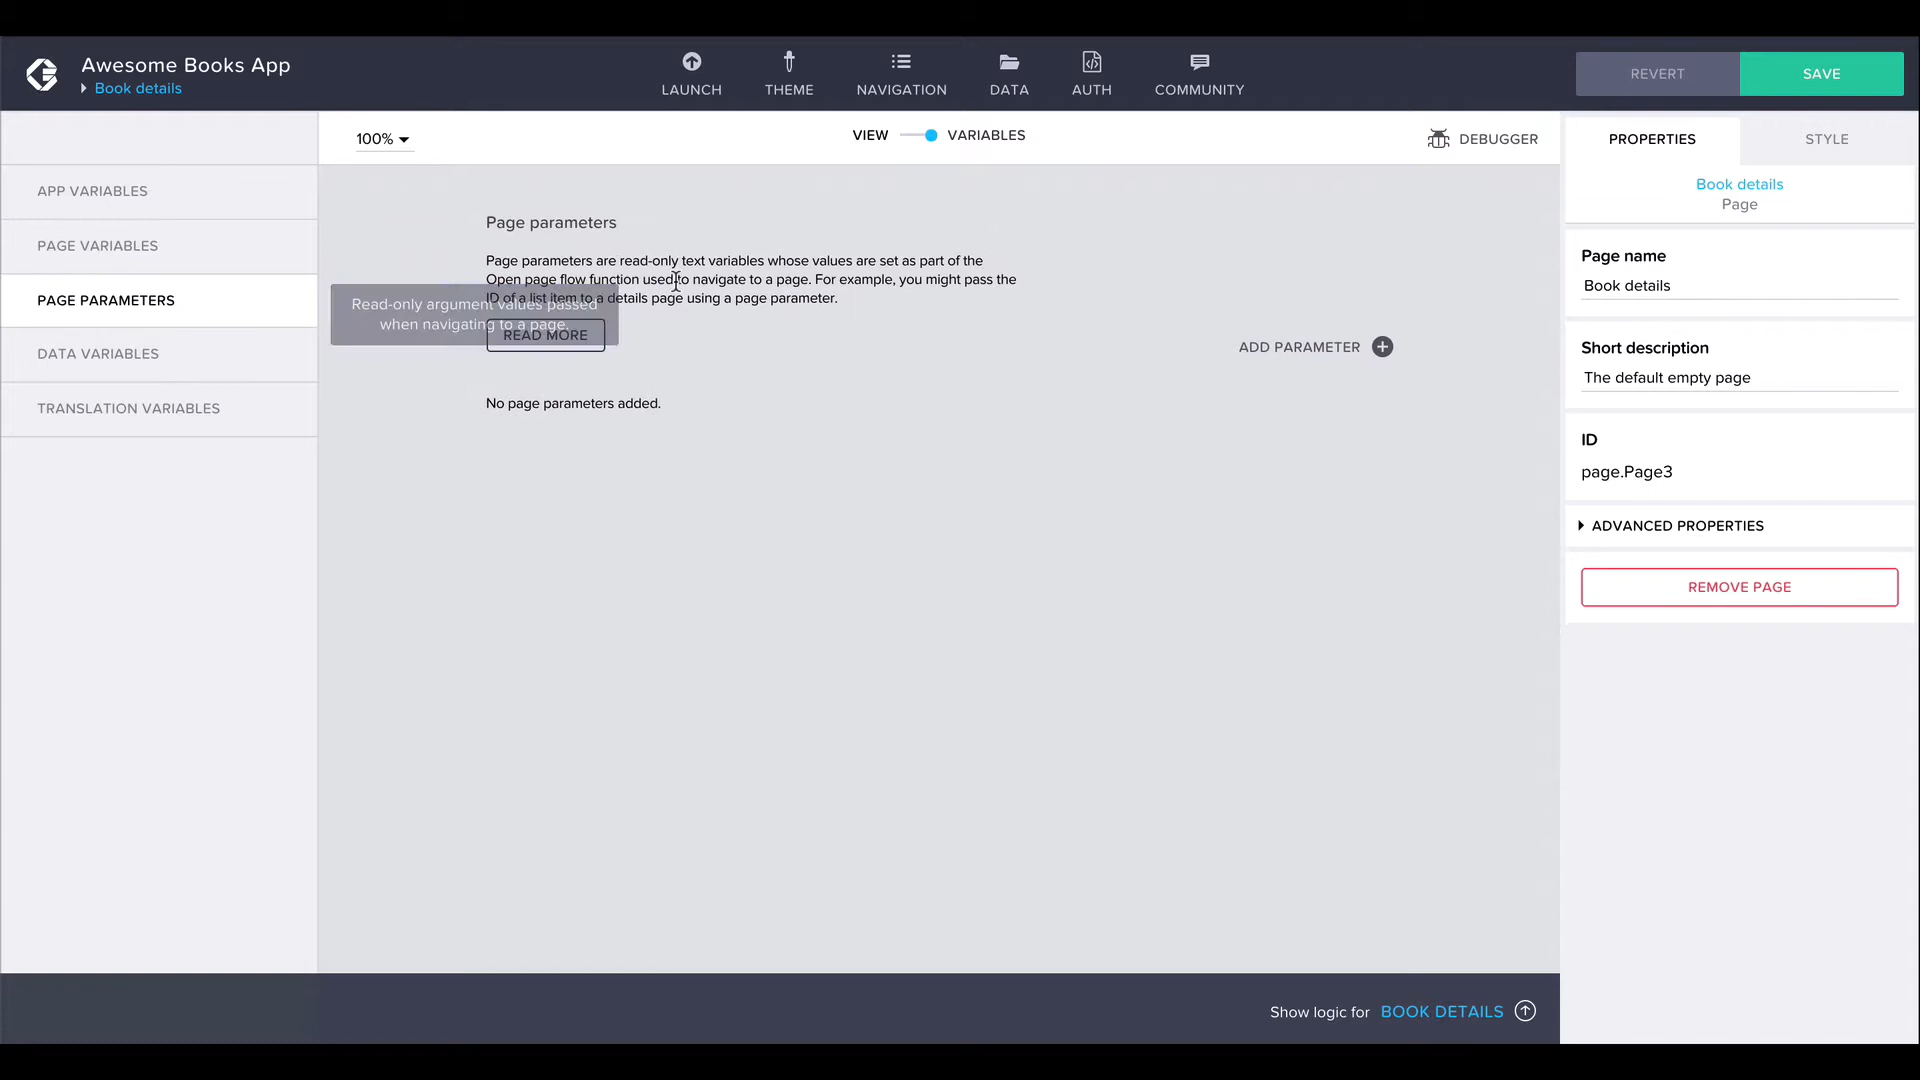 Awesome Books App
Book details
LAUNCH
THEME
NAVIGATION
DATA
AUTH
COMMUNITY
REVERT
SAVE
100%
VIEW
VARIABLES
DEBUGGER
APP VARIABLES
PAGE VARIABLES
PAGE PARAMETERS
DATA VARIABLES
TRANSLATION VARIABLES
Page parameters
Page parameters are read-only text variables whose values are set as part of the
Open page flow function used to navigate to a page. For example, you might pass the
ID of a list item to a details page using a page parameter.
Read-only argument values passed
when navigating to a page.
READ MORE
ADD PARAMETER
No page parameters added.
PROPERTIES
STYLE
Book details
Page
Page name
Book details
Short description
The default empty page
ID
page.Page3
ADVANCED PROPERTIES
REMOVE PAGE
Show logic for BOOK DETAILS